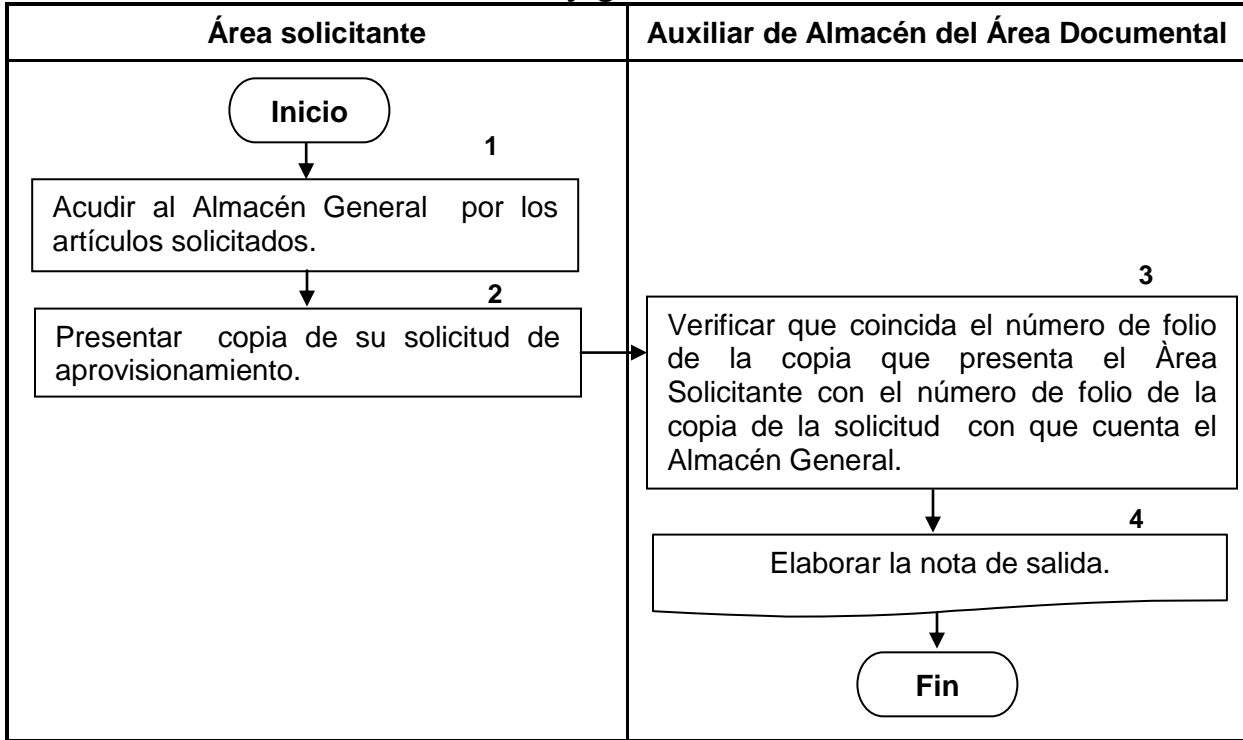 Área solicitante
Auxiliar de Almacén del Área Documental
Inicio
1
Acudir al Almacén General por los
artículos solicitados.
2
Presentar copia de su solicitud de
aprovisionamiento.
3
Verificar que coincida el número de folio
de la copia que presenta el Àrea
Solicitante con el número de folio de la
copia de la solicitud con que cuenta el
Almacén General.
4
Elaborar la nota de salida.
Fin